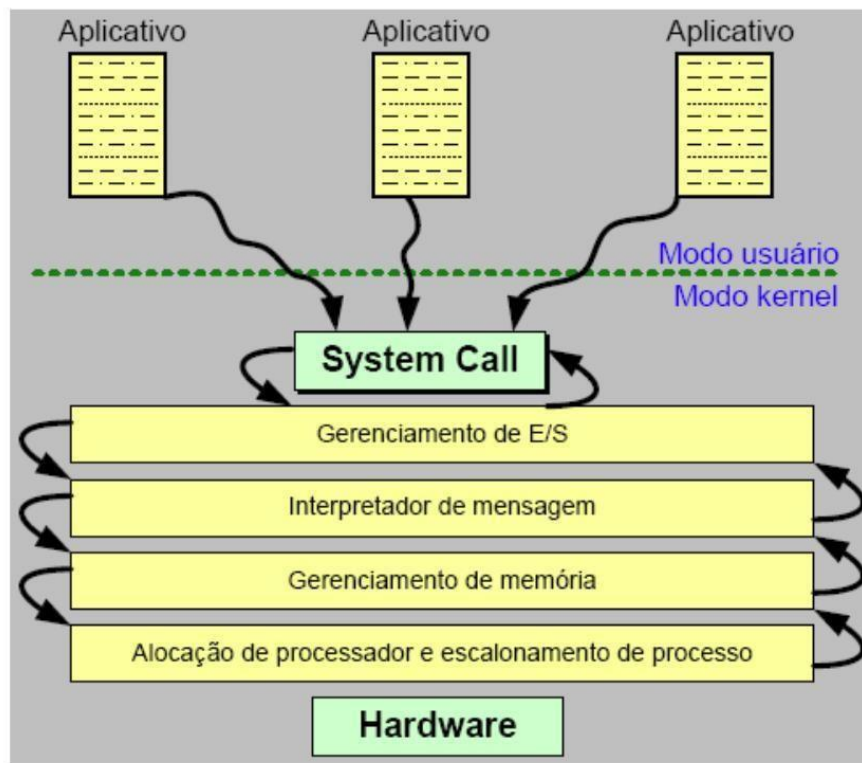 Aplicativo
Aplicativo
Aplicativo
Modo usuário
Modo kernel
System Call
Gerenciamento de E/S
Interpretador de mensagem
Gerenciamento de memória
Alocação de processador e escalonamento de processo
Hardware